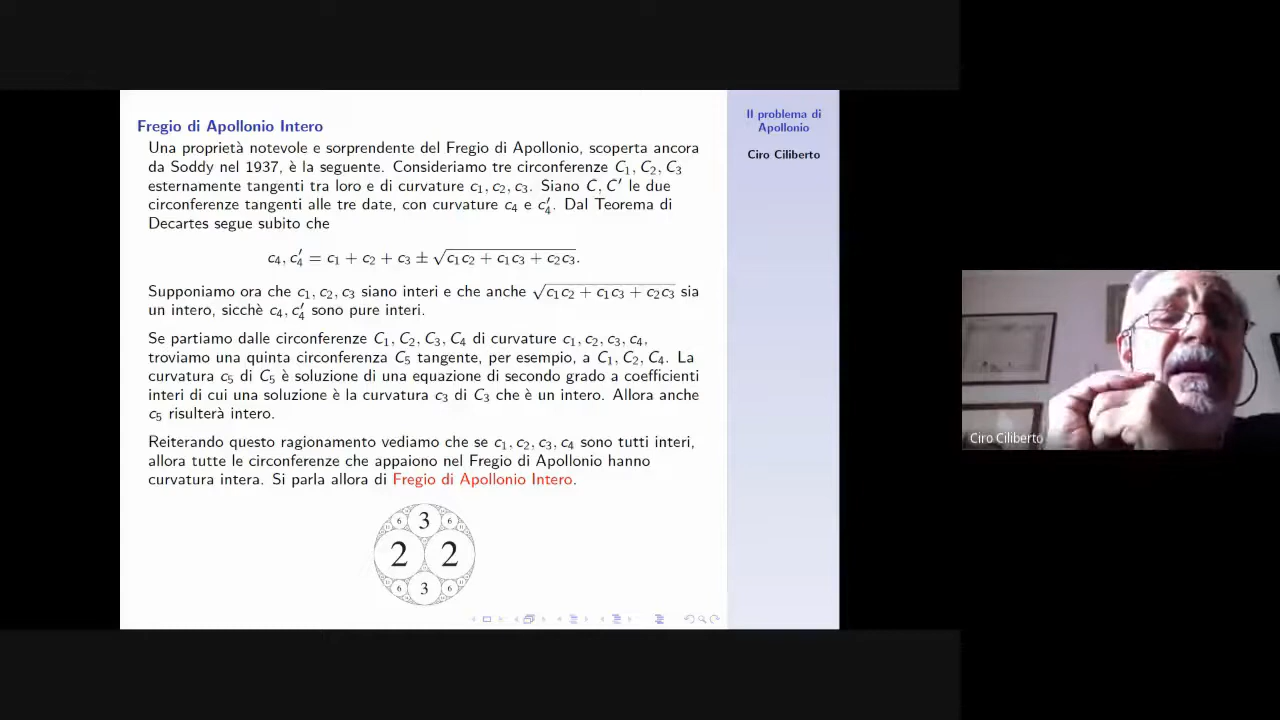 Fregio di Apollonio Intero
Una proprietà notevole e sorprendente del Fregio di Apollonio, scoperta ancora
da Soddy nel 1937, è la seguente. Consideriamo tre circonferenze C₁, C₂, C₃
esternamente tangenti tra loro e di curvature c₁, c₂, c₃. Siano C, C′ le due
circonferenze tangenti alle tre date, con curvature c₄ e c₄′. Dal Teorema di
Decartes segue subito che
c₄, c₄′ = c₁ + c₂ + c₃ ± √(c₁c₂ + c₁c₃ + c₂c₃).
Supponiamo ora che c₁, c₂, c₃ siano interi e che anche √(c₁c₂ + c₁c₃ + c₂c₃) sia
un intero, sicchè c₄, c₄′ sono pure interi.
Se partiamo dalle circonferenze C₁, C₂, C₃, C₄ di curvature c₁, c₂, c₃, c₄,
troviamo una quinta circonferenza C₅ tangente, per esempio, a C₁, C₂, C₄. La
curvatura c₅ di C₅ è soluzione di una equazione di secondo grado a coefficienti
interi di cui una soluzione è la curvatura c₃ di C₃ che è un intero. Allora anche
c₅ risulterà intero.
Reiterando questo ragionamento vediamo che se c₁, c₂, c₃, c₄ sono tutti interi,
allora tutte le circonferenze che appaiono nel Fregio di Apollonio hanno
curvatura intera. Si parla allora di Fregio di Apollonio Intero.
6 3 6
2 2
6 3 6
Il problema di
Apollonio
Ciro Ciliberto
Ciro Ciliberto